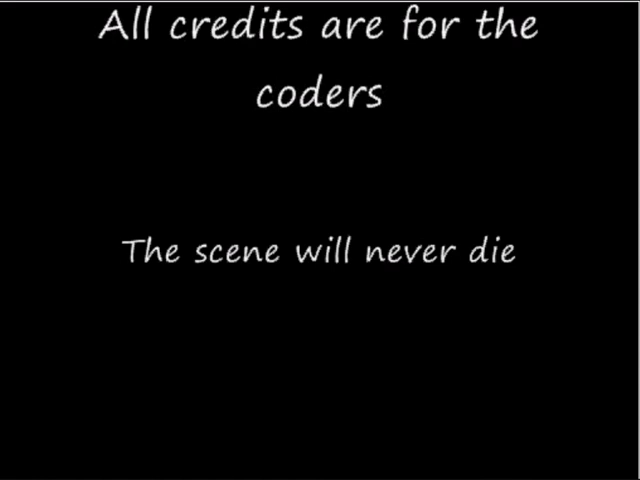 All credits are for the
coders
The scene will never die